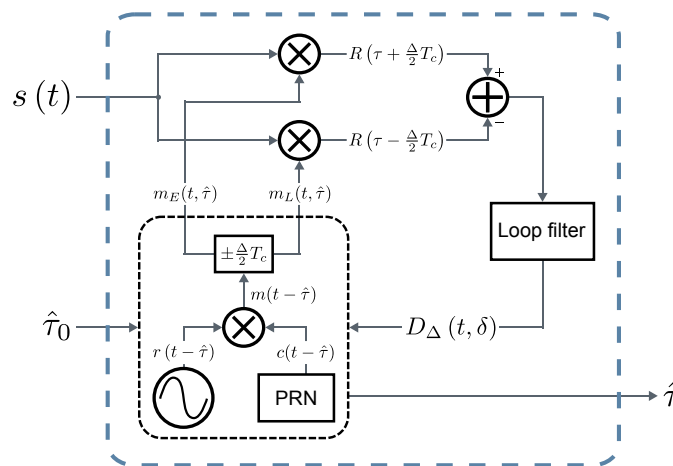 R(τ + Δ/2 T_c)
+
s(t)
−
R(τ − Δ/2 T_c)
m_E(t, τ̂) m_L(t, τ̂)
Loop filter
±Δ/2 T_c
m(t − τ̂)
τ̂_0
D_Δ(t, δ)
r(t − τ̂) c(t − τ̂)
PRN
τ̂